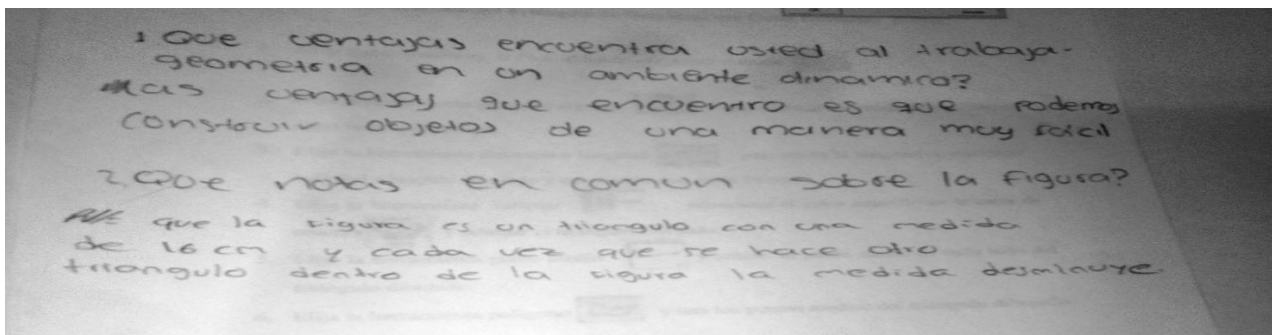 1 Que ventajas encuentra usted al trabaja-
geometria en un ambiente dinamico?
las ventajas que encuentro es que podemos
construir objetos de una manera muy facil
2. Que notas en comun sobre la figura?
que la figura es un triangulo con una medida
de 16 cm y cada vez que se hace otro
triangulo dentro de la figura la medida desminuye